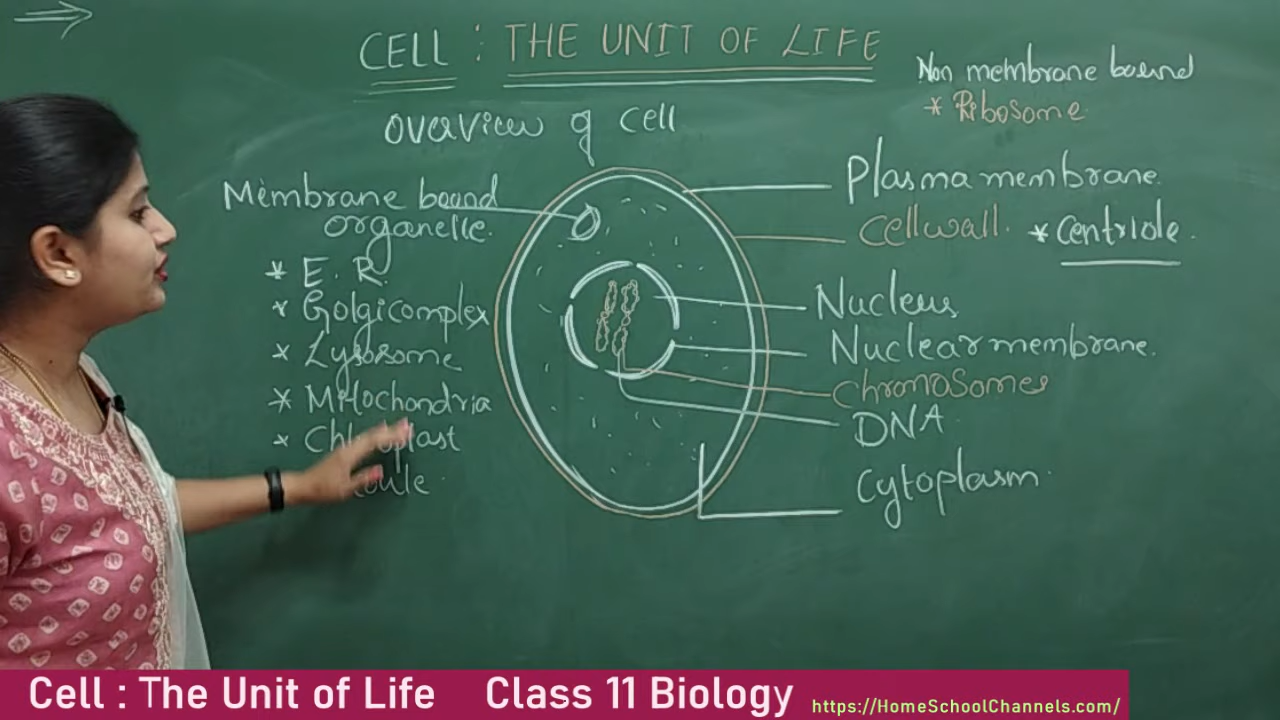 CELL : THE UNIT OF LIFE
Overview of cell
Non membrane bound
* Ribosome
Membrane bound
organelle.
* E. R.
* Golgicomplex
* Lysosome
* Mitochondria
* Chloroplast
Plasma membrane.
Cellwall. * Centriole.
Nucleus
Nuclear membrane.
Chromosomes
DNA
Cytoplasm
Cell : The Unit of Life Class 11 Biology https://HomeSchoolChannels.com/